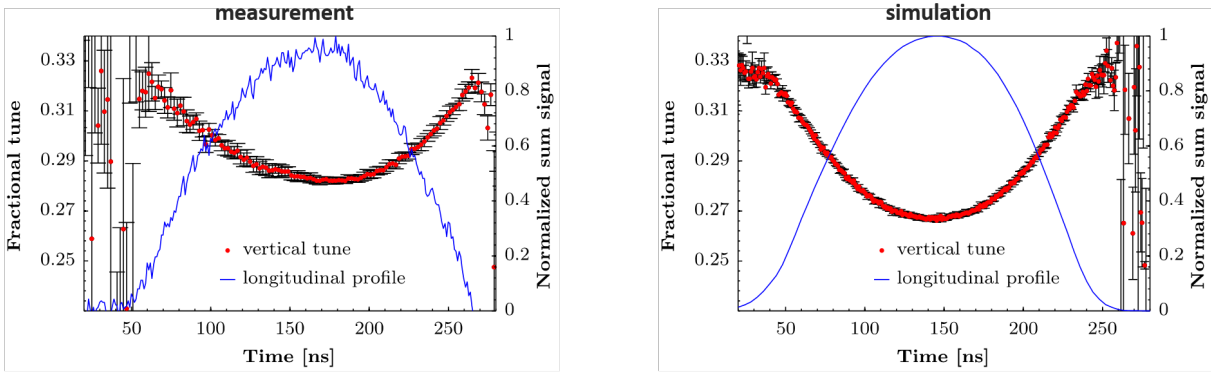 measurement
0.33
0.31
0.29
0.27
0.25
Fractional tune
1
0.8
0.6
0.4
0.2
0
Normalized sum signal
vertical tune
longitudinal profile
50
100
150
200
250
Time [ns]
simulation
0.33
0.31
0.29
0.27
0.25
Fractional tune
1
0.8
0.6
0.4
0.2
0
Normalized sum signal
vertical tune
longitudinal profile
50
100
150
200
250
Time [ns]